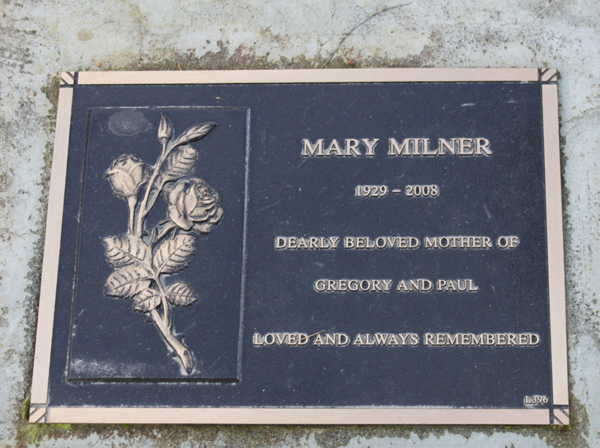 MARY MILNER
1929 – 2008
DEARLY BELOVED MOTHER OF
GREGORY AND PAUL
LOVED AND ALWAYS REMEMBERED
L396